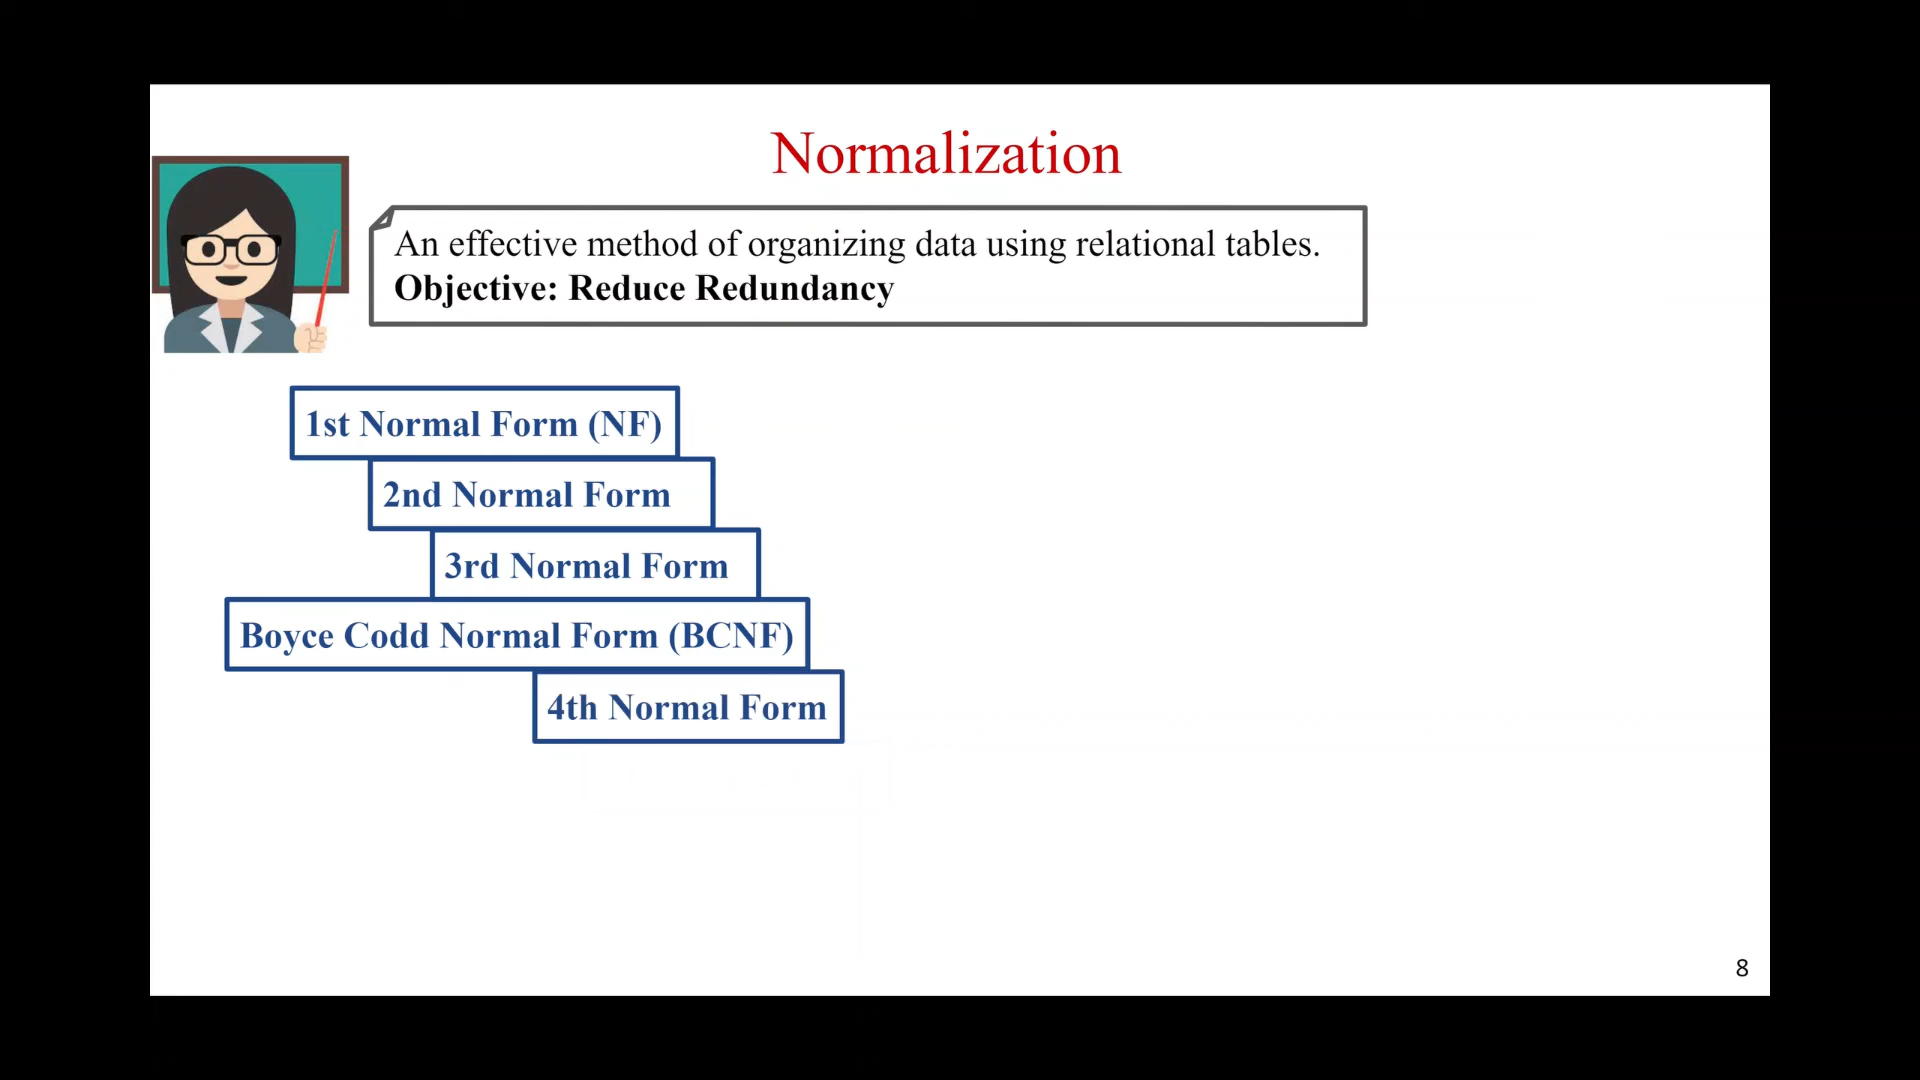 Normalization
An effective method of organizing data using relational tables.
Objective: Reduce Redundancy
1st Normal Form (NF)
2nd Normal Form
3rd Normal Form
Boyce Codd Normal Form (BCNF)
4th Normal Form
8